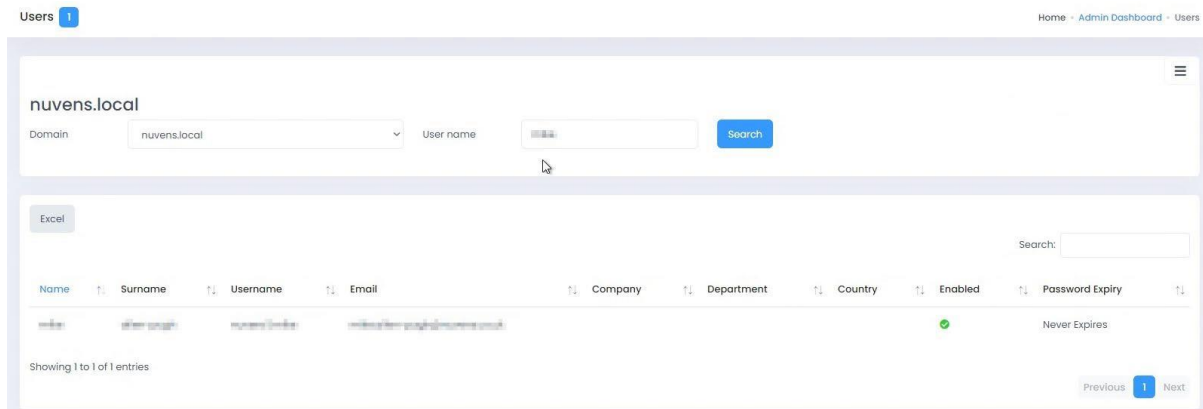 Users 1
Home - Admin Dashboard - Users
nuvens.local
Domain nuvens.local User name Search
Excel
Search:
Name Surname Username Email Company Department Country Enabled Password Expiry
Never Expires
Showing 1 to 1 of 1 entries
Previous 1 Next